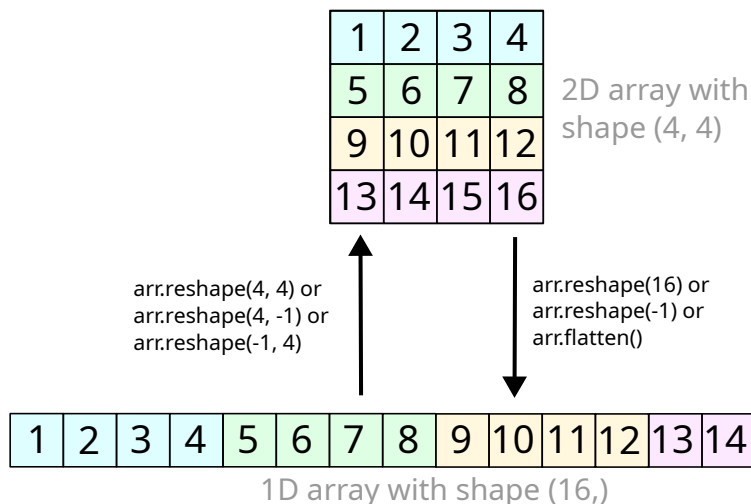 1 2 3 4
5 6 7 8
9 10 11 12
13 14 15 16
2D array with
shape (4, 4)
arr.reshape(4, 4) or
arr.reshape(4, -1) or
arr.reshape(-1, 4)
arr.reshape(16) or
arr.reshape(-1) or
arr.flatten()
1 2 3 4 5 6 7 8 9 10 11 12 13 14
1D array with shape (16,)